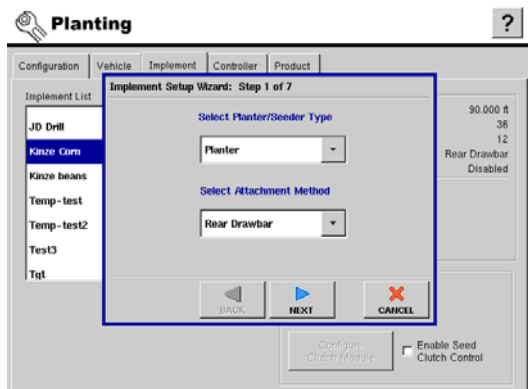 Planting
?
Configuration
Vehicle
Implement
Controller
Product
Implement List
JD Drill
Kinze Corn
Kinze beans
Temp-test
Temp-test2
Test3
Tgt
Implement Setup Wizard: Step 1 of 7
Select Planter/Seeder Type
Planter
Select Attachment Method
Rear Drawbar
BACK
NEXT
CANCEL
90.000 ft
36
12
Rear Drawbar
Disabled
Configure
Clutch Module
Enable Seed
Clutch Control